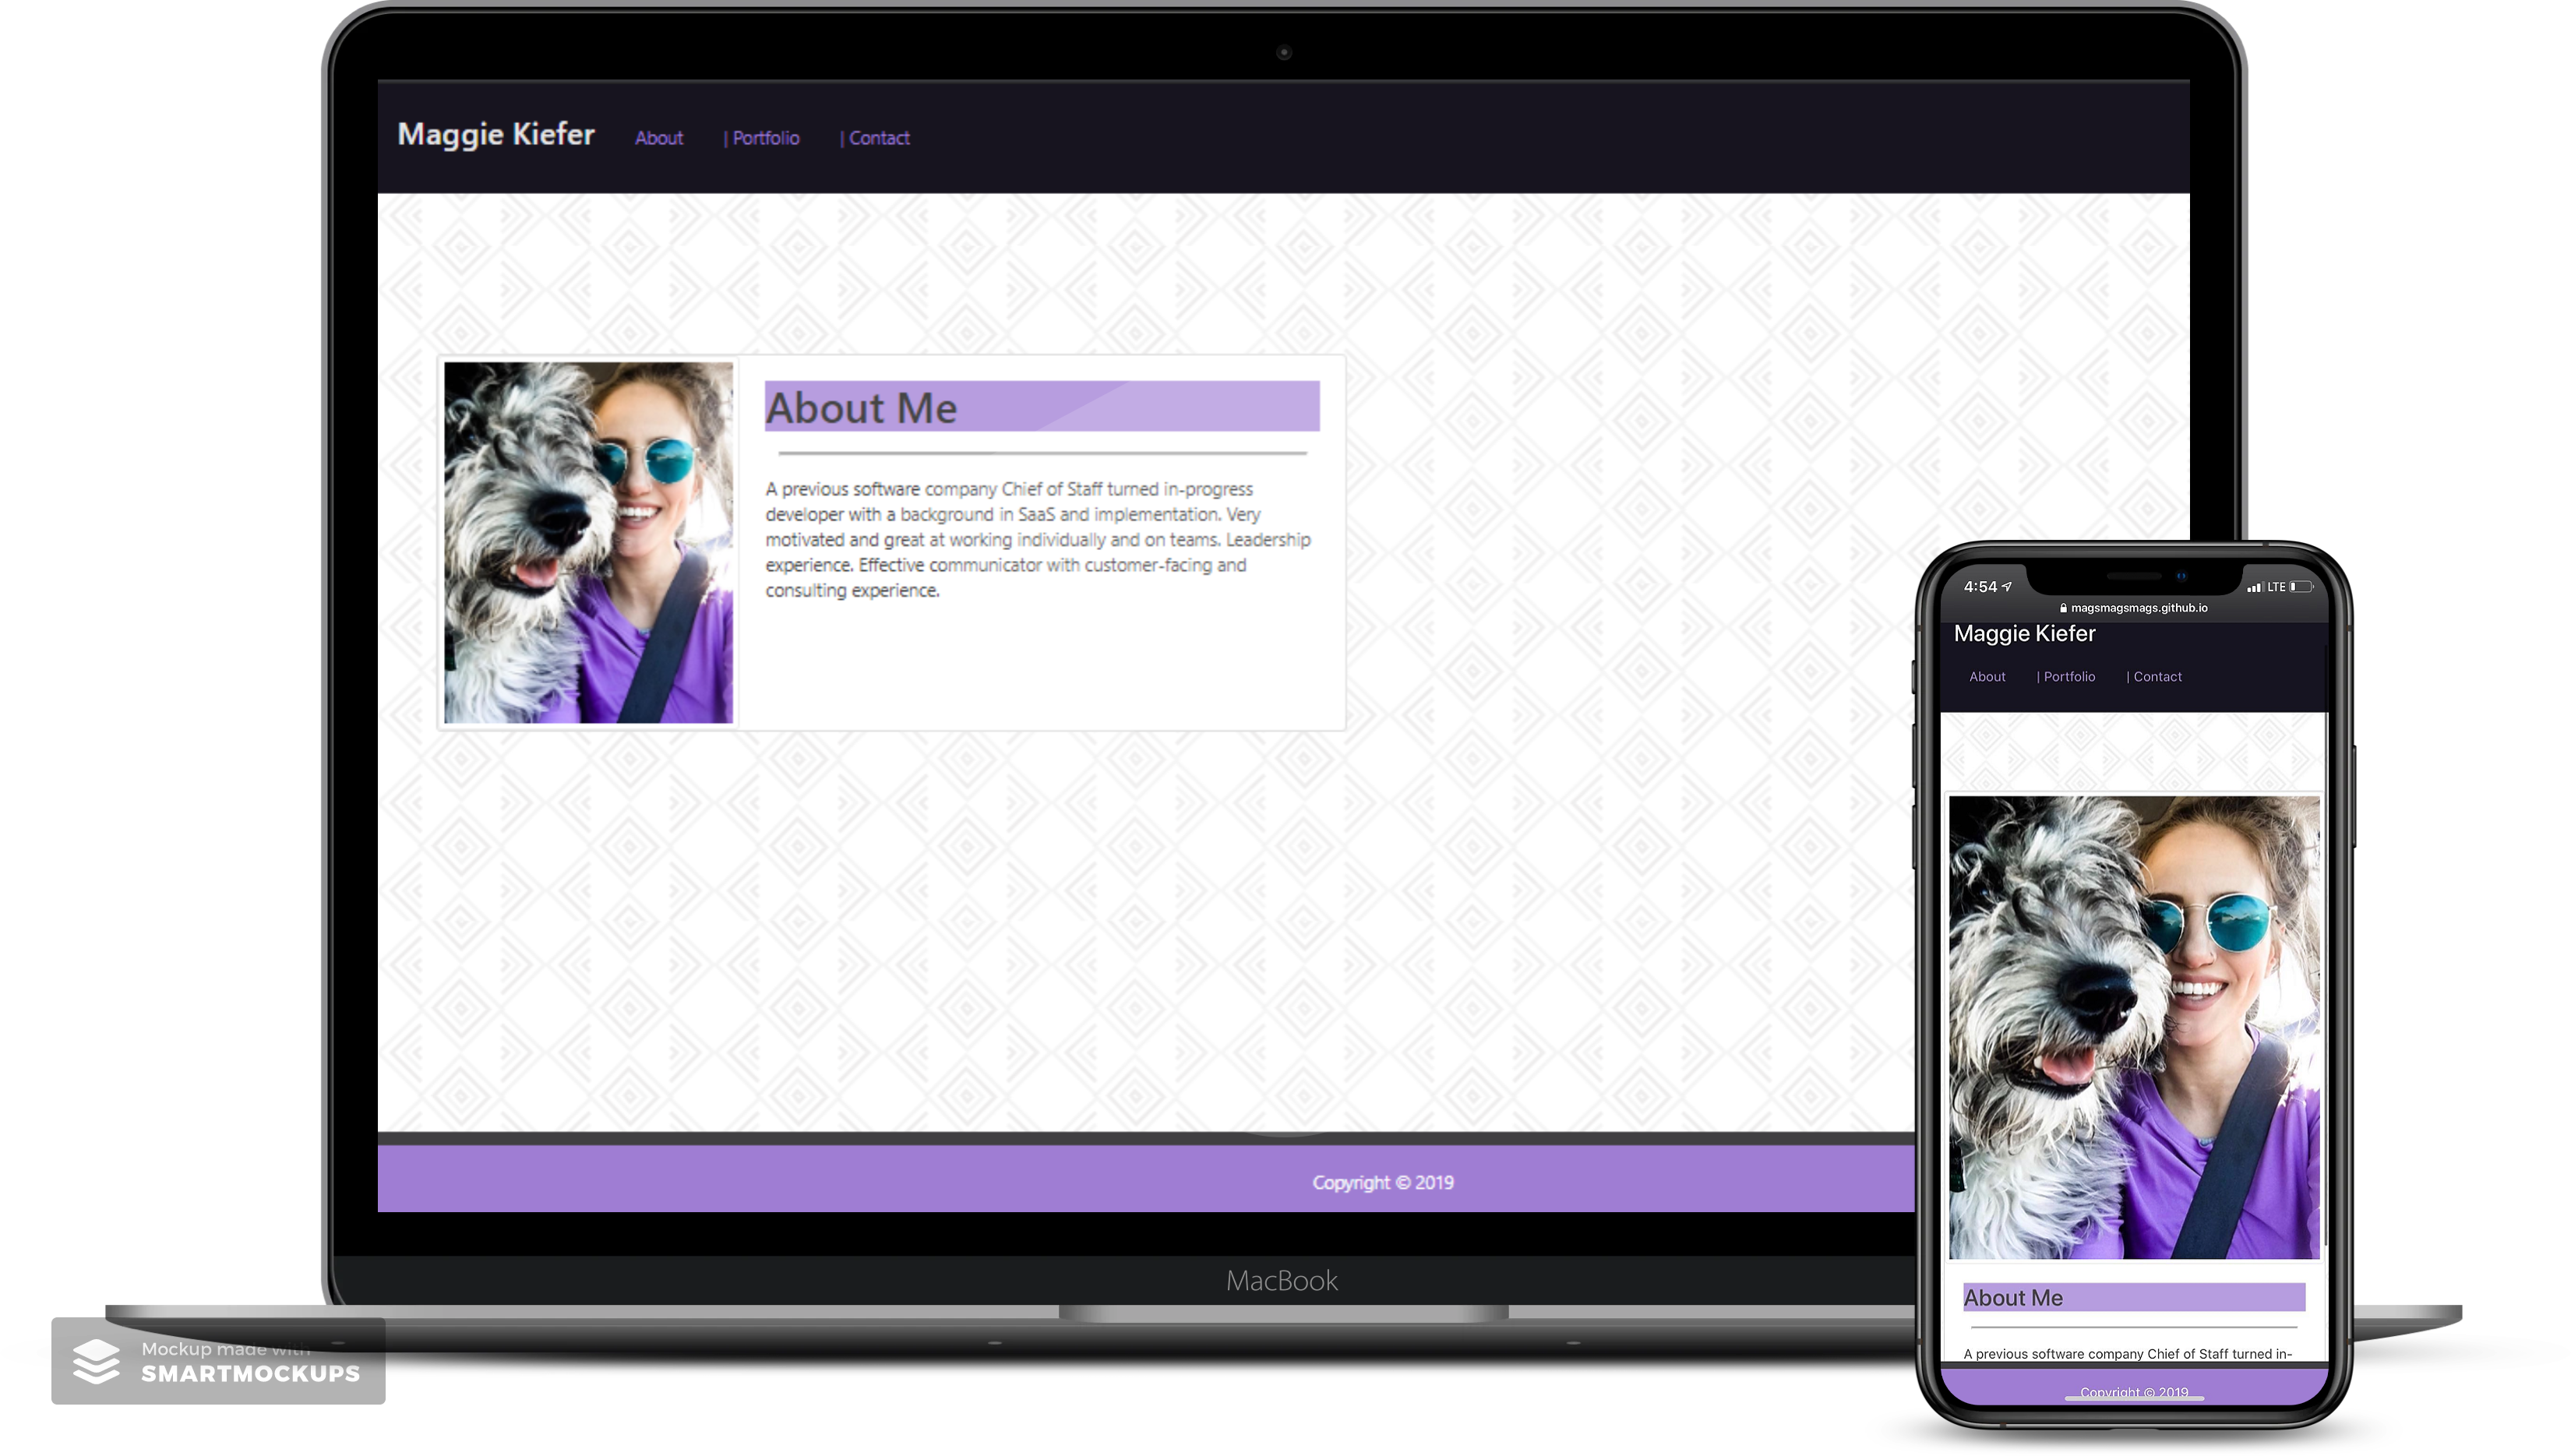 Maggie Kiefer About | Portfolio | Contact
About Me
A previous software company Chief of Staff turned in-progress
developer with a background in SaaS and implementation. Very
motivated and great at working individually and on teams. Leadership
experience. Effective communicator with customer-facing and
consulting experience.
Copyright © 2019
MacBook
4:54 LTE
magsmagsmags.github.io
Maggie Kiefer
About | Portfolio | Contact
About Me
A previous software company Chief of Staff turned in-
Copyright © 2019
Mockup made with
SMARTMOCKUPS